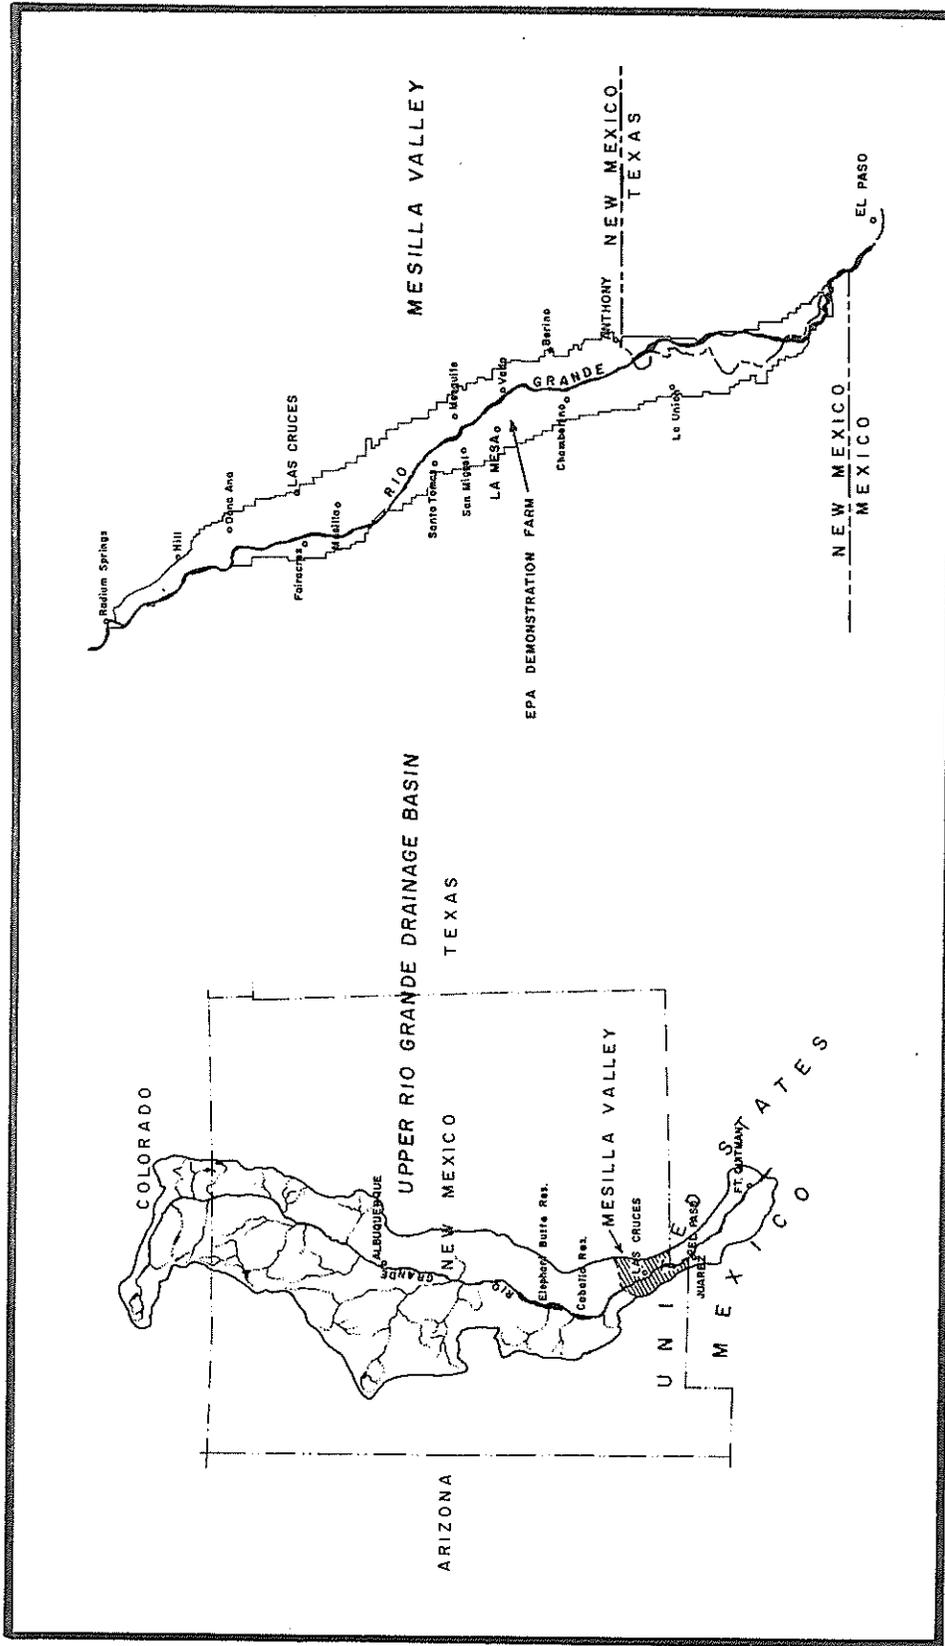 COLORADO
ARIZONA
UPPER RIO GRANDE DRAINAGE BASIN
NEW MEXICO
TEXAS
ALBUQUERQUE
RIO
GRANDE
Elephant Butte Res.
Caballo Res.
MESILLA VALLEY
LAS CRUCES
UNITED STATES
EL PASO
JUAREZ
FT. QUITMAN
MEXICO
MESILLA VALLEY
Radium Springs
Hill
Dona Ana
LAS CRUCES
Fairacres
Mesilla
RIO GRANDE
Santo Tomas
Mesquite
San Miguel
LA MESA
Vado
EPA DEMONSTRATION FARM
Berino
Chamberino
ANTHONY
NEW MEXICO
TEXAS
La Union
EL PASO
NEW MEXICO
MEXICO